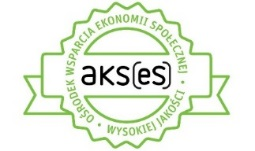 OŚRODEK WSPARCIA EKONOMII SPOŁECZNEJ
AKS(eS)
• WYSOKIEJ JAKOŚCI •